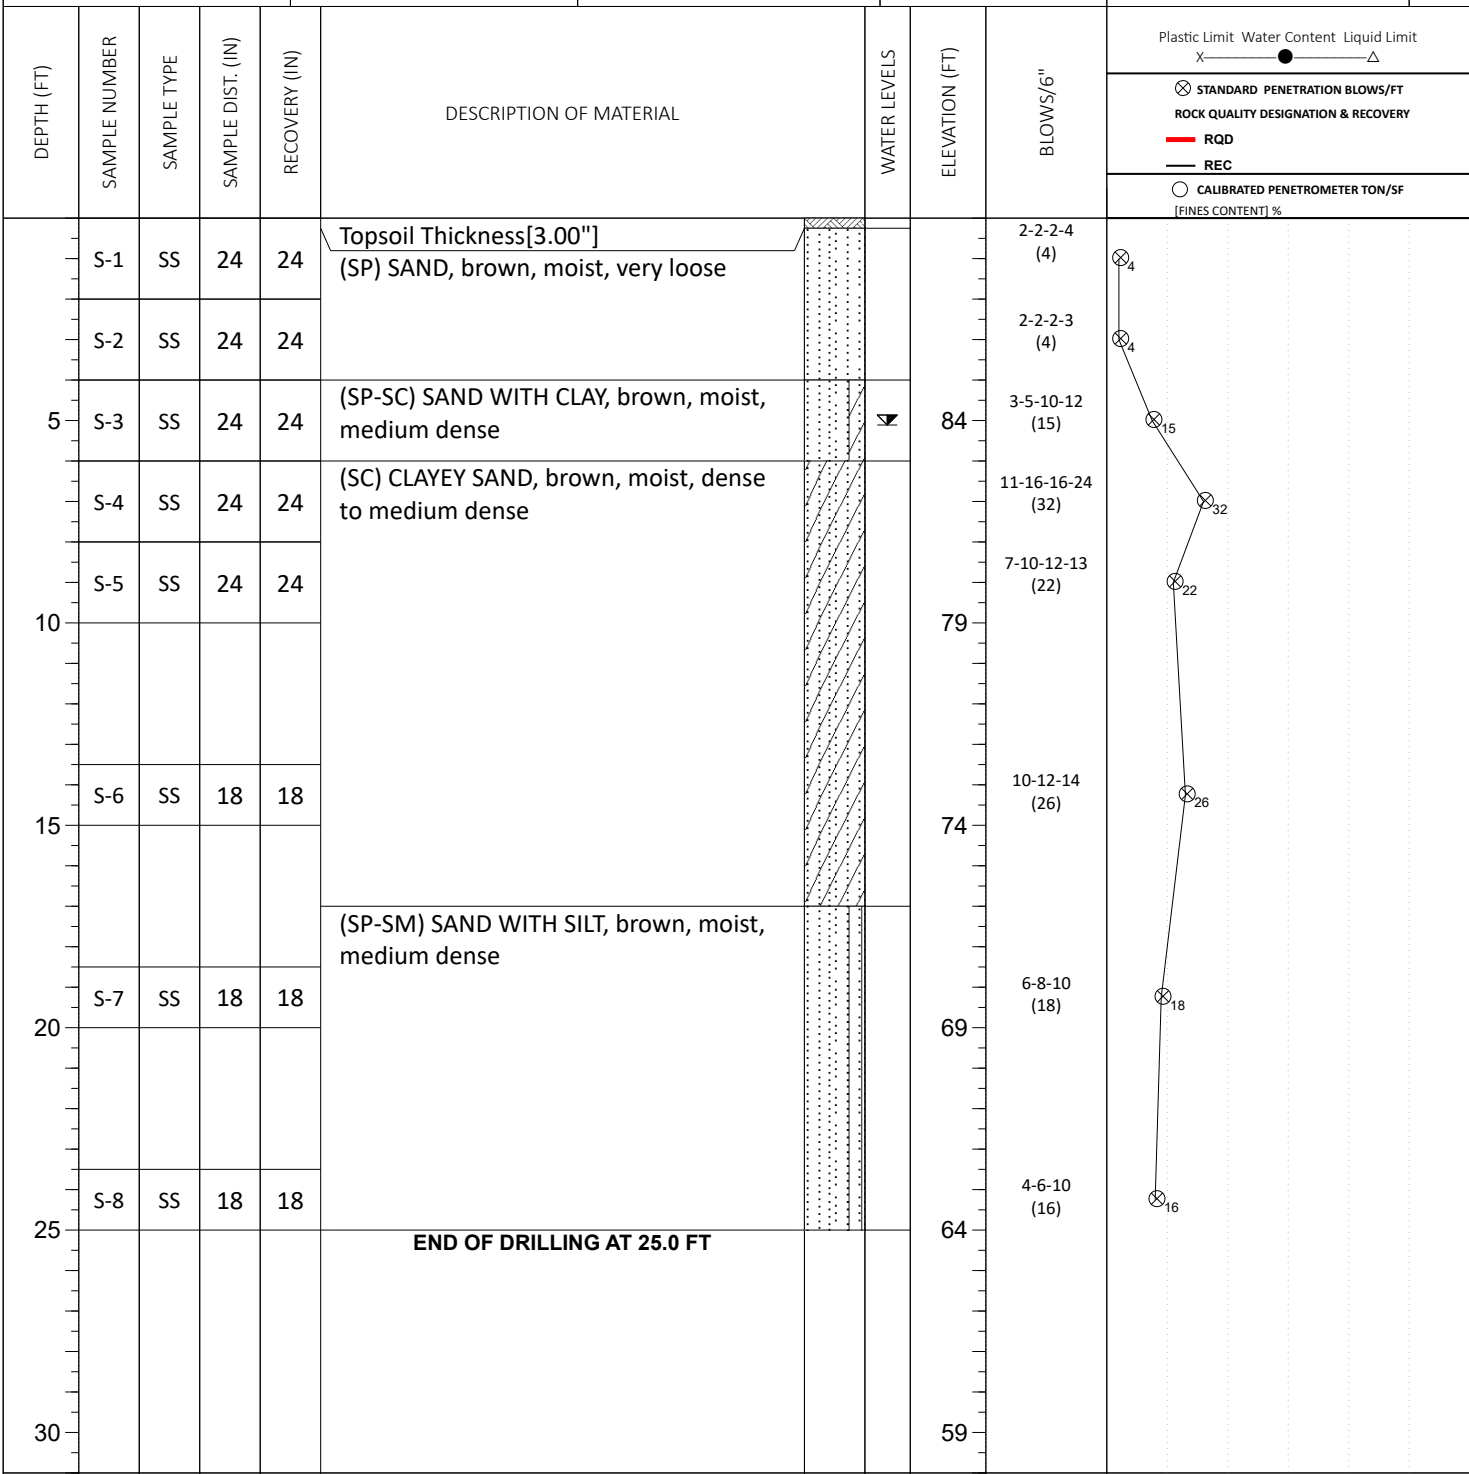 DEPTH (FT)
SAMPLE NUMBER
SAMPLE TYPE
SAMPLE DIST. (IN)
RECOVERY (IN)
DESCRIPTION OF MATERIAL
WATER LEVELS
ELEVATION (FT)
BLOWS/6"
Plastic Limit Water Content Liquid Limit
X
STANDARD PENETRATION BLOWS/FT
ROCK QUALITY DESIGNATION & RECOVERY
RQD
REC
CALIBRATED PENETROMETER TON/SF
[FINES CONTENT] %
Topsoil Thickness[3.00"]
S-1 SS 24 24
(SP) SAND, brown, moist, very loose
2-2-2-4
(4)
4
S-2 SS 24 24
2-2-2-3
(4)
4
5
S-3 SS 24 24
(SP-SC) SAND WITH CLAY, brown, moist,
medium dense
84
3-5-10-12
(15)
15
S-4 SS 24 24
(SC) CLAYEY SAND, brown, moist, dense
to medium dense
11-16-16-24
(32)
32
S-5 SS 24 24
7-10-12-13
(22)
22
10
79
S-6 SS 18 18
10-12-14
(26)
26
15
74
(SP-SM) SAND WITH SILT, brown, moist,
medium dense
S-7 SS 18 18
6-8-10
(18)
18
20
69
S-8 SS 18 18
4-6-10
(16)
16
25
64
END OF DRILLING AT 25.0 FT
30
59